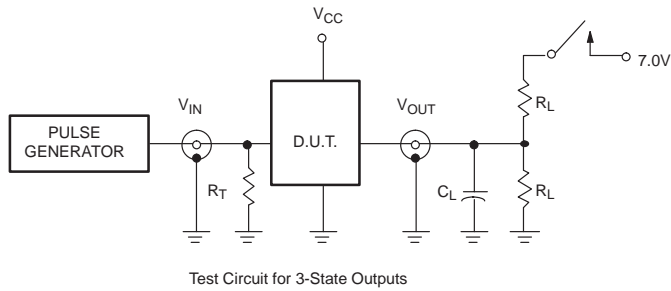 VCC
7.0V
VIN
VOUT
RL
PULSE
GENERATOR
D.U.T.
RT
CL
RL
Test Circuit for 3-State Outputs